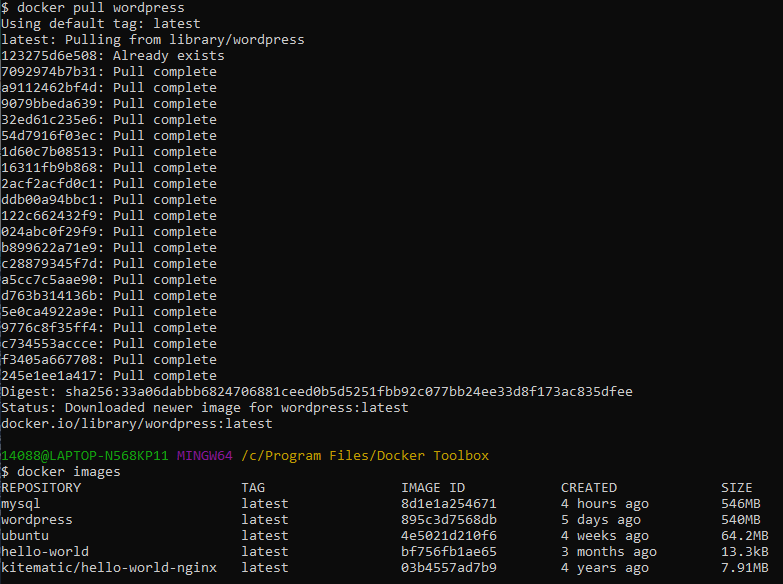 $ docker pull wordpress
Using default tag: latest
latest: Pulling from library/wordpress
123275d6e508: Already exists
7092974b7b31: Pull complete
a9112462bf4d: Pull complete
9079bbeda639: Pull complete
32ed61c235e6: Pull complete
54d7916f03ec: Pull complete
1d60c7b08513: Pull complete
16311fb9b868: Pull complete
2acf2acfd0c1: Pull complete
ddb00a94bbc1: Pull complete
122c662432f9: Pull complete
024abc0f29f9: Pull complete
b899622a71e9: Pull complete
c28879345f7d: Pull complete
a5cc7c5aae90: Pull complete
d763b314136b: Pull complete
5e0ca4922a9e: Pull complete
9776c8f35ff4: Pull complete
c734553accce: Pull complete
f3405a667708: Pull complete
245e1ee1a417: Pull complete
Digest: sha256:33a06dabbb6824706881ceed0b5d5251fbb92c077bb24ee33d8f173ac835dfee
Status: Downloaded newer image for wordpress:latest
docker.io/library/wordpress:latest
14088@LAPTOP-N568KP11 MINGW64 /c/Program Files/Docker Toolbox
$ docker images
REPOSITORY TAG IMAGE ID CREATED SIZE
mysql latest 8d1e1a254671 4 hours ago 546MB
wordpress latest 895c3d7568db 5 days ago 540MB
ubuntu latest 4e5021d210f6 4 weeks ago 64.2MB
hello-world latest bf756fb1ae65 3 months ago 13.3kB
kitematic/hello-world-nginx latest 03b4557ad7b9 4 years ago 7.91MB